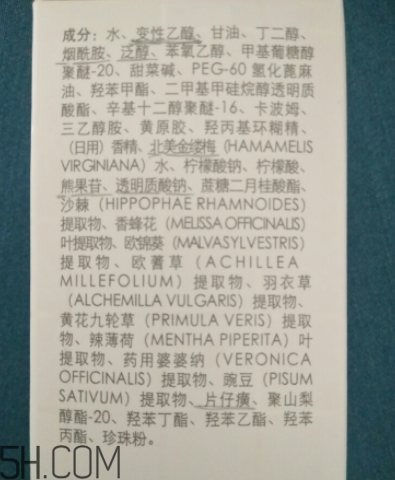 成分：水、变性乙醇、甘油、丁二醇、
烟酰胺、泛醇、苯氧乙醇、甲基葡糖醇
聚醚-20、甜菜碱、PEG-60氢化蓖麻
油、羟苯甲酯、二甲基甲硅烷醇透明质
酸酯、辛基十二醇聚醚-16、卡波姆、
三乙醇胺、黄原胶、羟丙基环糊精、
（日用）香精、北美金缕梅（HAMAMELIS
VIRGINIANA）水、柠檬酸钠、柠檬酸、
熊果苷、透明质酸钠、蔗糖二月桂酸酯、
沙棘（HIPPOPHAE RHAMNOIDES）
提取物、香蜂花（MELISSA OFFICINALIS）
叶提取物、欧锦葵（MALVASYLVESTRIS）
提取物、欧蓍草（ACHILLEA
MILLEFOLIUM）提取物、羽衣草
（ALCHEMILLA VULGARIS）提取物、
黄花九轮草（PRIMULA VERIS）提取
物、辣薄荷（MENTHA PIPERITA）叶
提取物、药用婆婆纳（VERONICA
OFFICINALIS）提取物、豌豆（PISUM
SATIVUM）提取物、片仔癀、聚山梨
醇酯-20、羟苯丁酯、羟苯乙酯、羟苯
丙酯、珍珠粉。
5H.COM